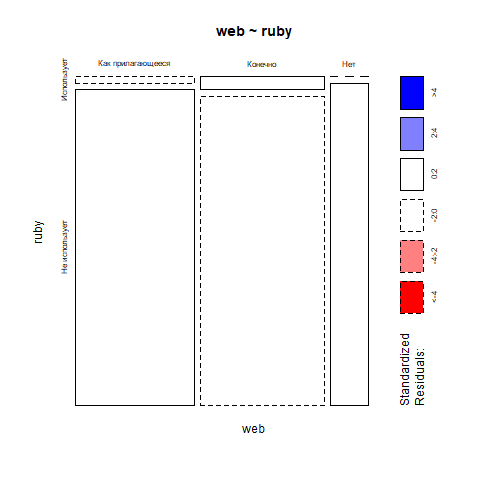 web ~ ruby
Как прилагающееся
Конечно
Нет
Использует
Не использует
ruby
web
>4
2:4
0:2
-2:0
-4:-2
<-4
Standardized
Residuals: